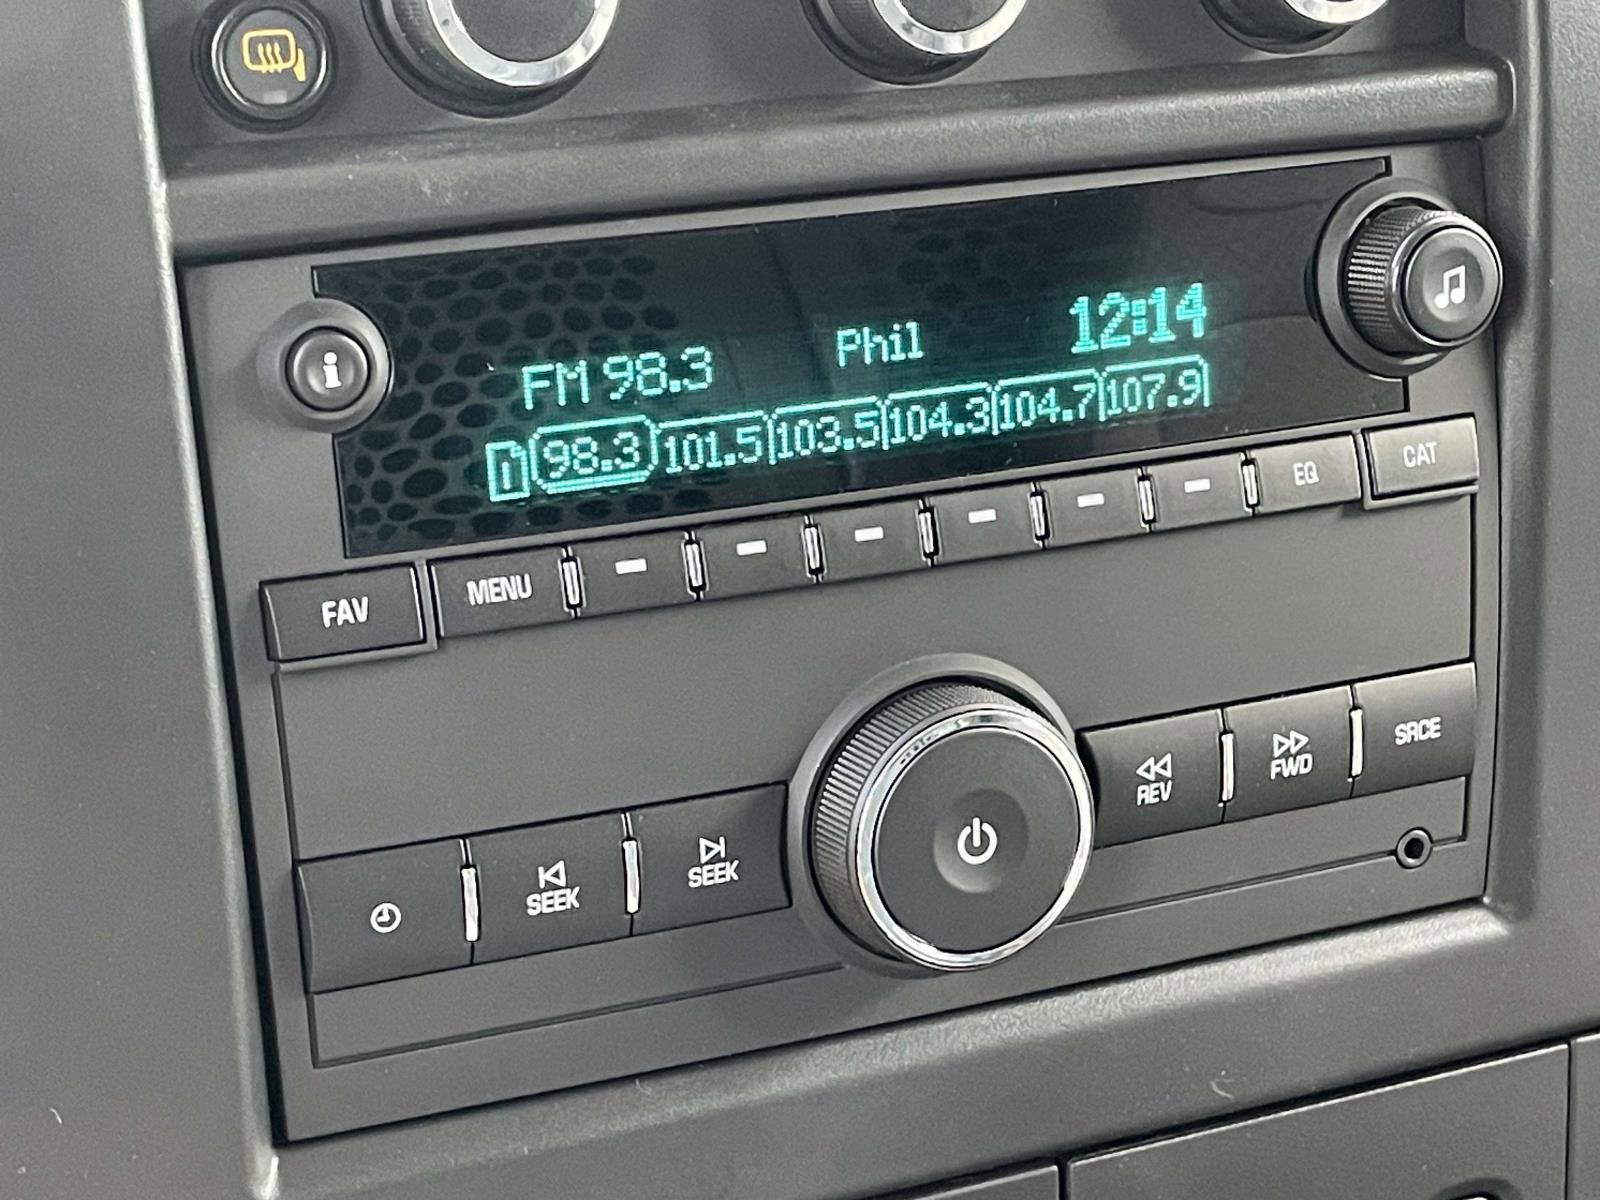 i
FM 98.3 Phil 12:14
1 98.3 101.5 103.5 104.3 104.7 107.9
FAV MENU EQ CAT
SEEK SEEK REV FWD SRCE